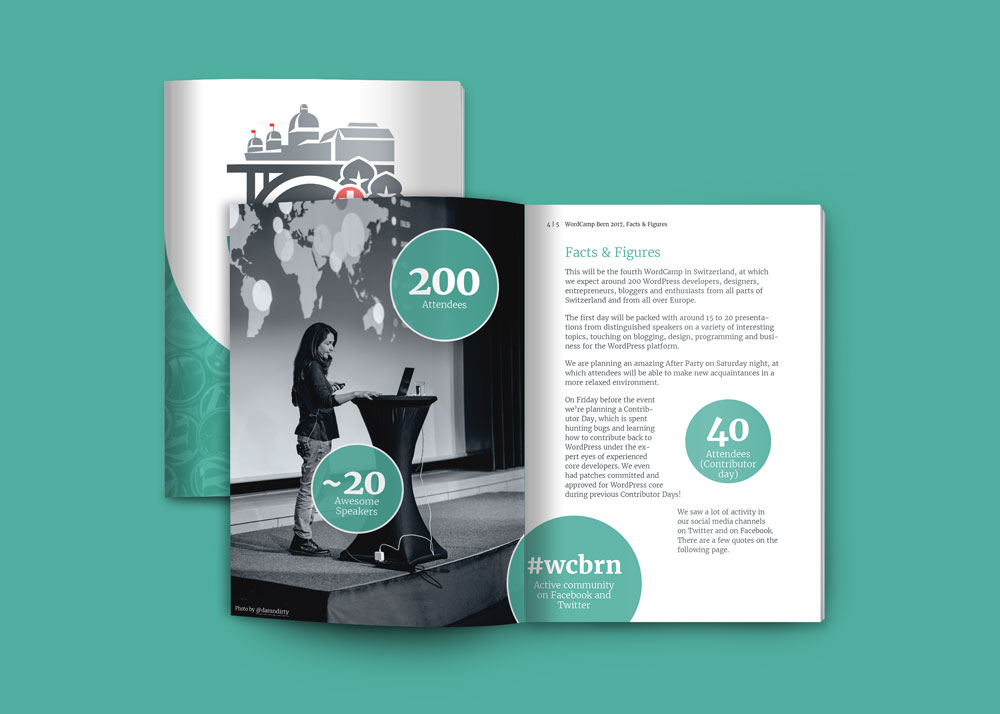 200
Attendees
~20
Awesome
Speakers
Photo by @damndirty
4 | 5 WordCamp Bern 2017, Facts & Figures
Facts & Figures
This will be the fourth WordCamp in Switzerland, at which
we expect around 200 WordPress developers, designers,
entrepreneurs, bloggers and enthusiasts from all parts of
Switzerland and from all over Europe.
The first day will be packed with around 15 to 20 presenta-
tions from distinguished speakers on a variety of interesting
topics, touching on blogging, design, programming and busi-
ness for the WordPress platform.
We are planning an amazing After Party on Saturday night, at
which attendees will be able to make new acquaintances in a
more relaxed environment.
On Friday before the event
we're planning a Contrib-
utor Day, which is spent
hunting bugs and learning
how to contribute back to
WordPress under the ex-
pert eyes of experienced
core developers. We even
had patches committed and
approved for WordPress core
during previous Contributor Days!
40
Attendees
(Contributor
day)
We saw a lot of activity in
our social media channels
on Twitter and on Facebook.
There are a few quotes on the
following page.
#wcbrn
Active community
on Facebook and
Twitter